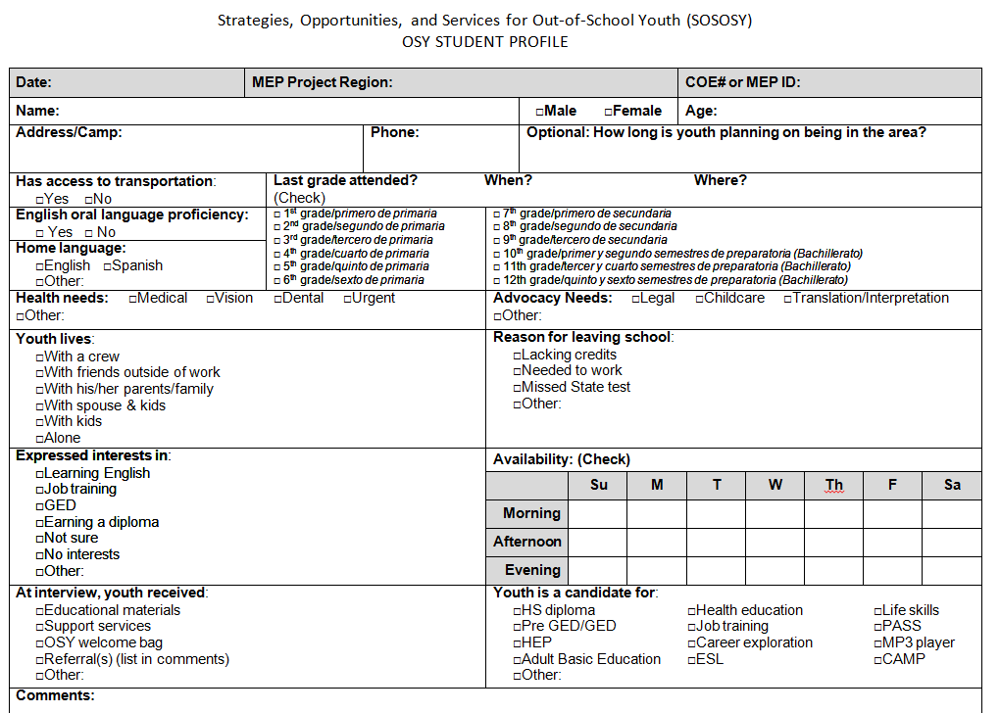 Strategies, Opportunities, and Services for Out-of-School Youth (SOSOSY)
OSY STUDENT PROFILE
Date: MEP Project Region: COE# or MEP ID:
Name: □Male □Female Age:
Address/Camp: Phone: Optional: How long is youth planning on being in the area?
Has access to transportation:
□Yes □No
Last grade attended? When? Where?
(Check)
English oral language proficiency:
□ Yes □ No
Home language:
□English □Spanish
□Other:
□ 1st grade/primero de primaria
□ 2nd grade/segundo de primaria
□ 3rd grade/tercero de primaria
□ 4th grade/cuarto de primaria
□ 5th grade/quinto de primaria
□ 6th grade/sexto de primaria
□ 7th grade/primero de secundaria
□ 8th grade/segundo de secundaria
□ 9th grade/tercero de secundaria
□ 10th grade/primer y segundo semestres de preparatoria (Bachillerato)
□ 11th grade/tercer y cuarto semestres de preparatoria (Bachillerato)
□ 12th grade/quinto y sexto semestres de preparatoria (Bachillerato)
Health needs: □Medical □Vision □Dental □Urgent
□Other:
Advocacy Needs: □Legal □Childcare □Translation/Interpretation
□Other:
Youth lives:
□With a crew
□With friends outside of work
□With his/her parents/family
□With spouse & kids
□With kids
□Alone
Reason for leaving school:
□Lacking credits
□Needed to work
□Missed State test
□Other:
Expressed interests in:
□Learning English
□Job training
□GED
□Earning a diploma
□Not sure
□No interests
□Other:
Availability: (Check)
Su M T W Th F Sa
Morning
Afternoon
Evening
At interview, youth received:
□Educational materials
□Support services
□OSY welcome bag
□Referral(s) (list in comments)
□Other:
Youth is a candidate for:
□HS diploma □Health education □Life skills
□Pre GED/GED □Job training □PASS
□HEP □Career exploration □MP3 player
□Adult Basic Education □ESL □CAMP
□Other:
Comments: